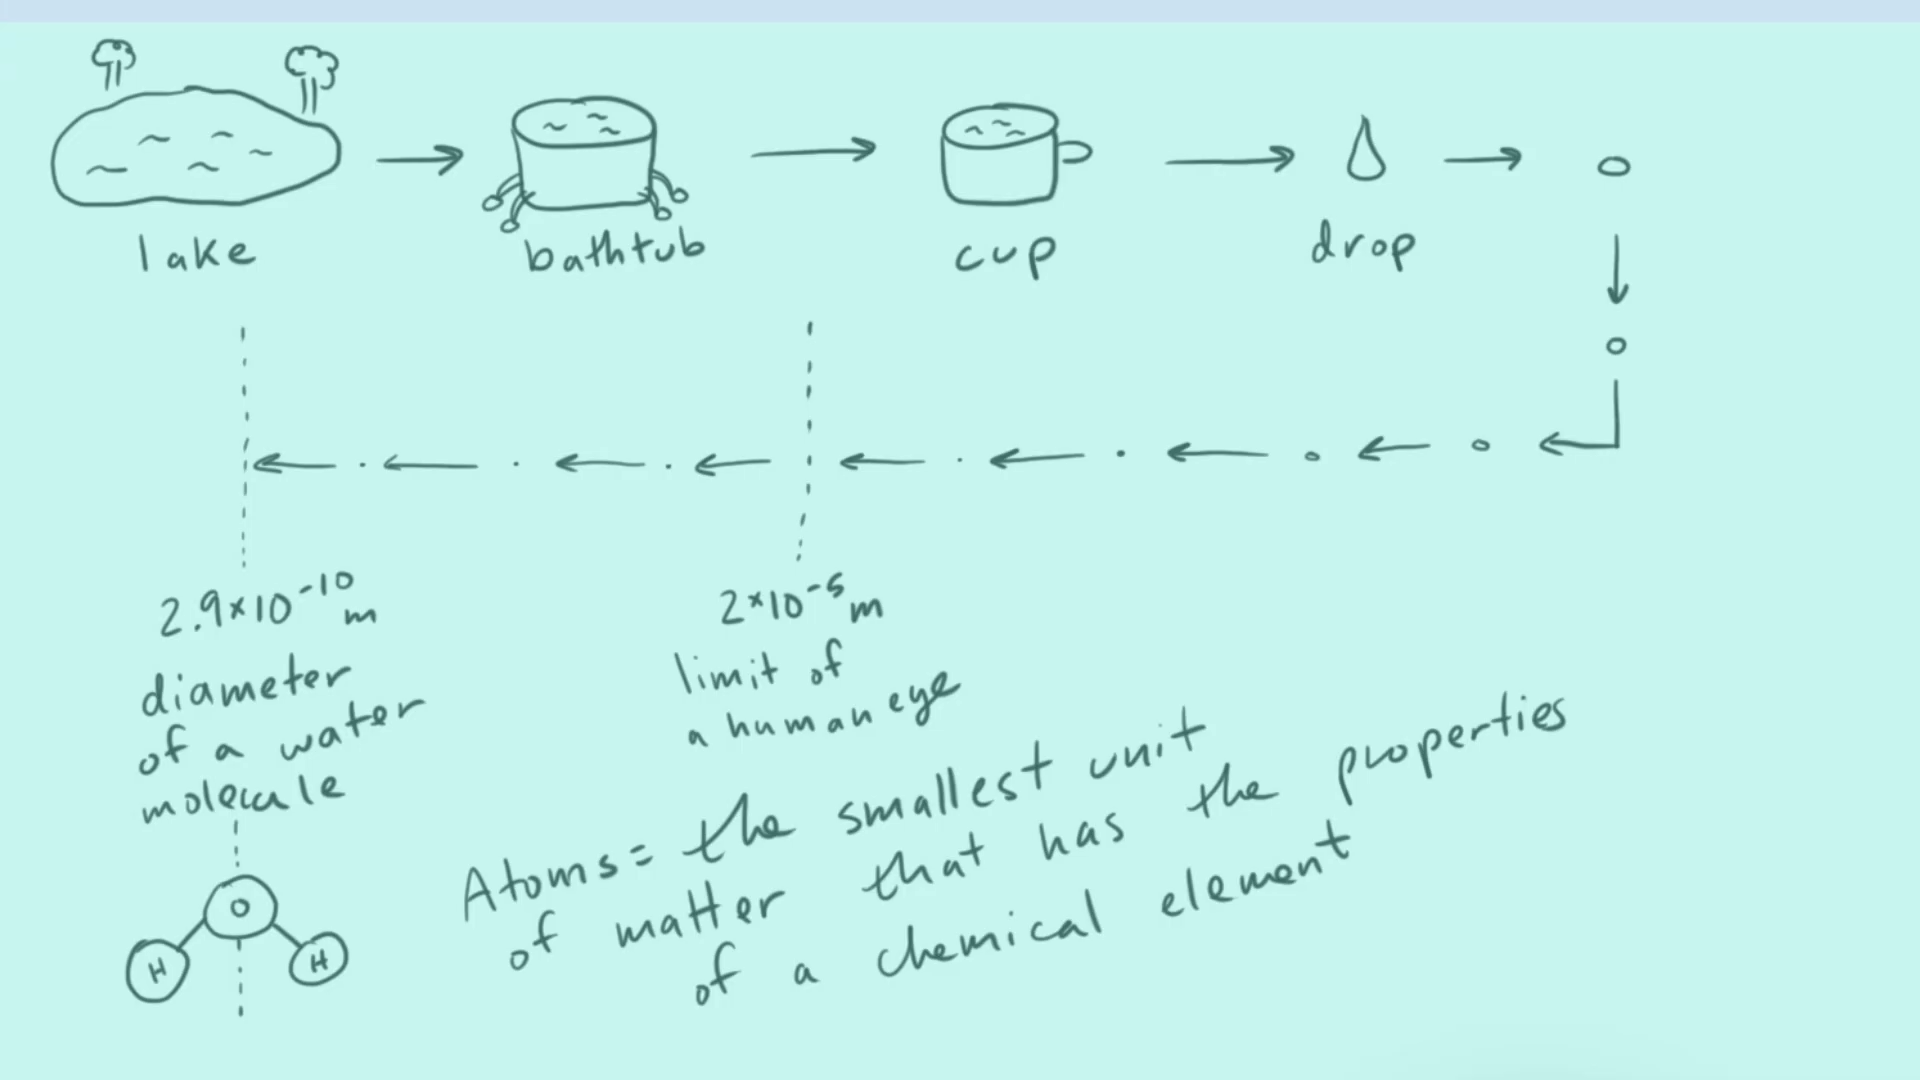 lake
bathtub
cup
drop
2.9×10⁻¹⁰ m
diameter
of a water
molecule
2×10⁻⁵ m
limit of
a human eye
Atoms = the smallest unit
of matter that has the properties
of a chemical element
O
H
H